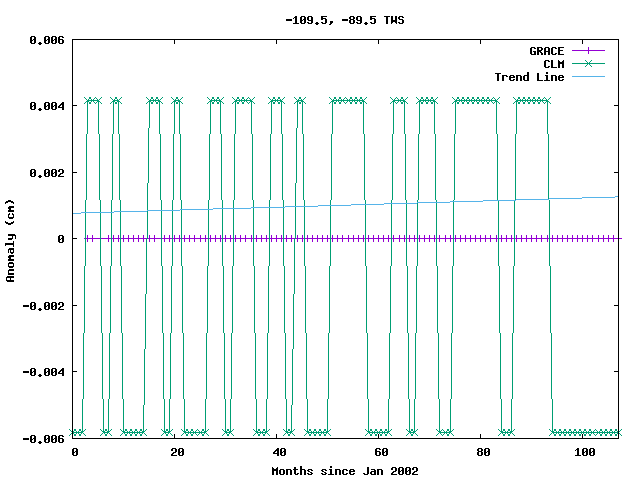 -109.5, -89.5 TWS
GRACE
CLM
Trend Line
0.006
0.004
0.002
0
-0.002
-0.004
-0.006
Anomaly (cm)
0 20 40 60 80 100
Months since Jan 2002